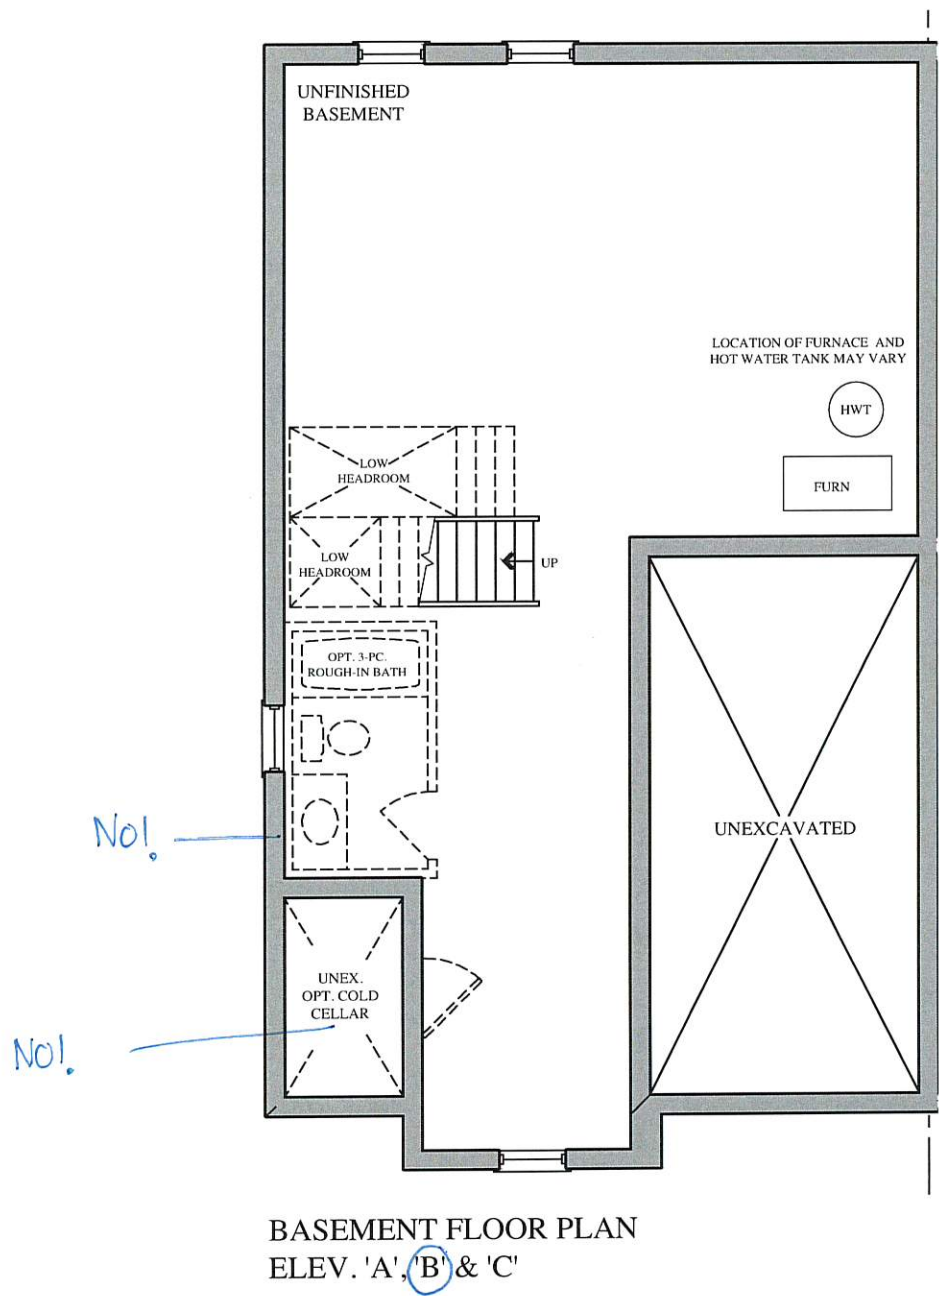 UNFINISHED
BASEMENT
LOCATION OF FURNACE AND
HOT WATER TANK MAY VARY
HWT
LOW
HEADROOM
FURN
LOW
HEADROOM
UP
OPT. 3-PC.
ROUGH-IN BATH
NO!
UNEXCAVATED
UNEX.
OPT. COLD
CELLAR
NO!
BASEMENT FLOOR PLAN
ELEV. 'A', 'B' & 'C'